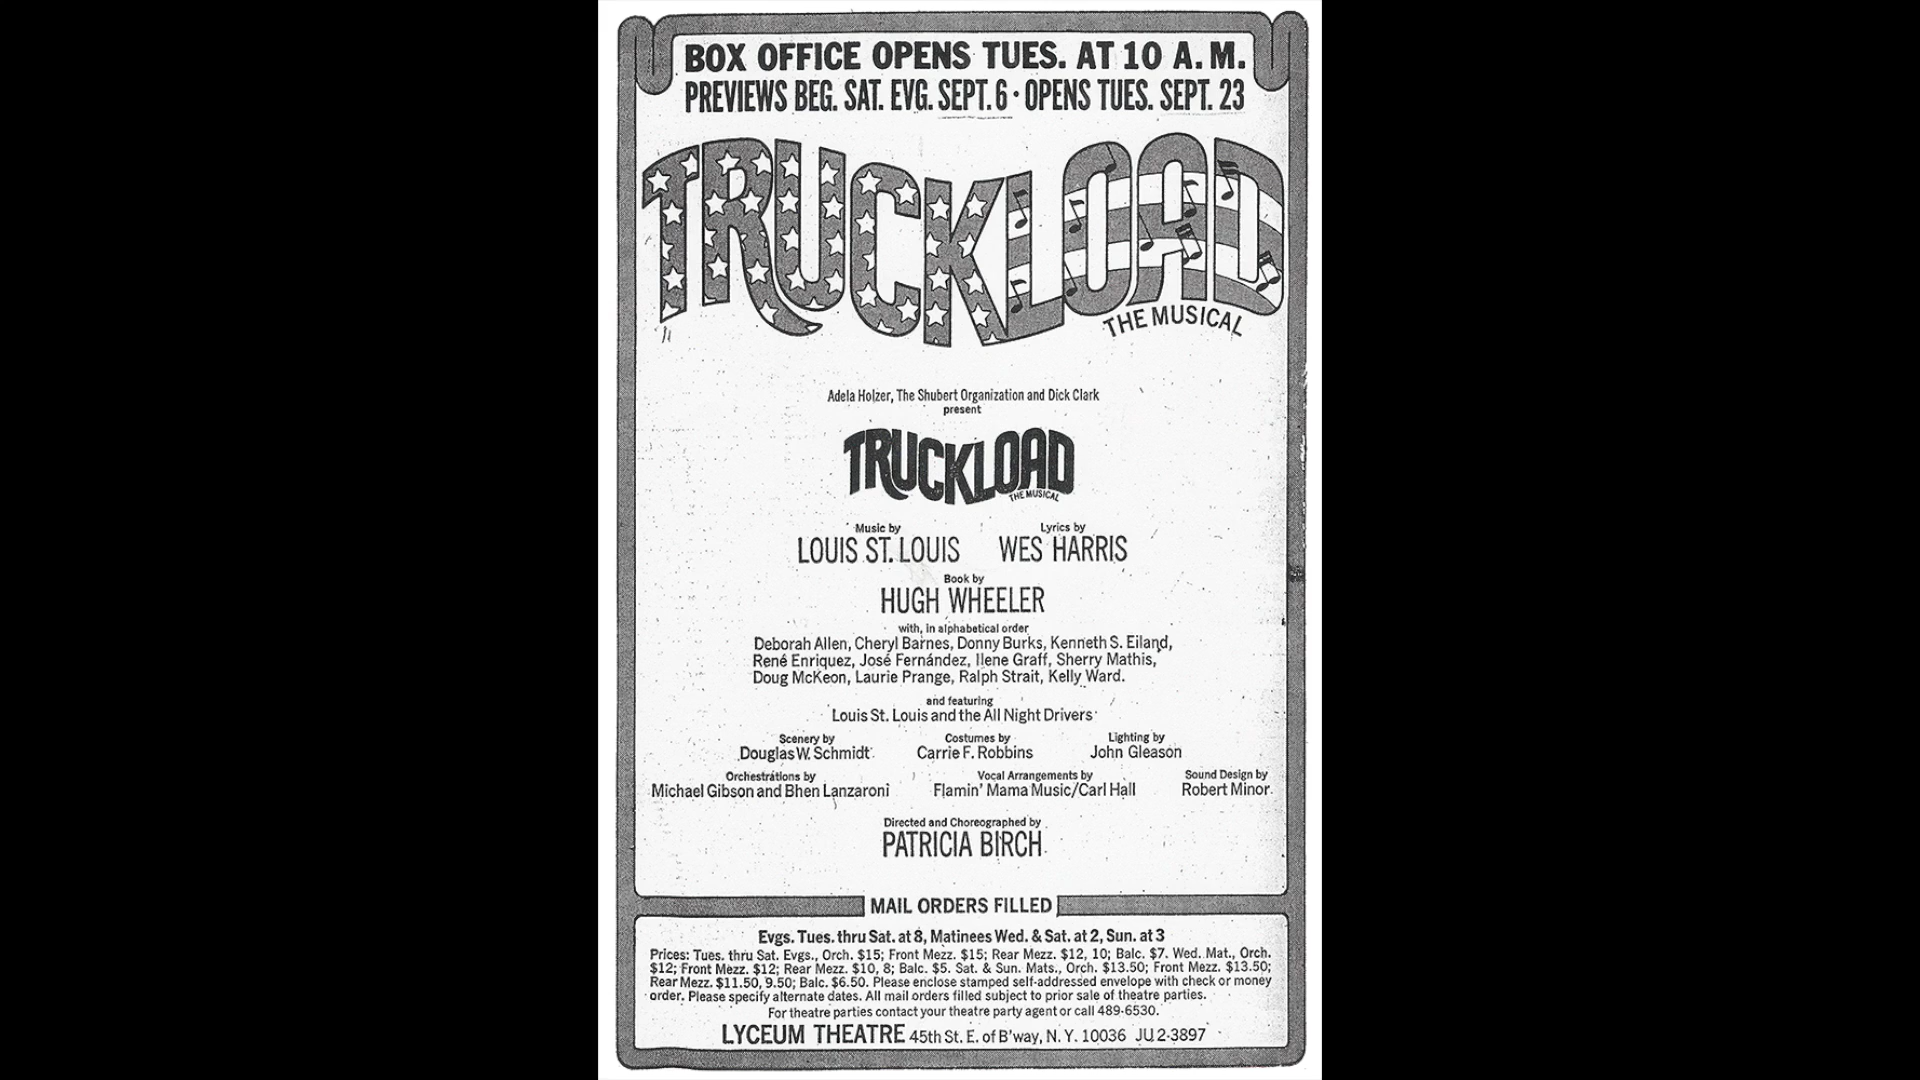 BOX OFFICE OPENS TUES. AT 10 A.M.
PREVIEWS BEG. SAT. EVG. SEPT. 6 · OPENS TUES. SEPT. 23
TRUCKLOAD
THE MUSICAL
Adela Holzer, The Shubert Organization and Dick Clark
present
TRUCKLOAD
THE MUSICAL
Music by Lyrics by
LOUIS ST. LOUIS WES HARRIS
Book by
HUGH WHEELER
with, in alphabetical order
Deborah Allen, Cheryl Barnes, Donny Burks, Kenneth S. Eiland,
René Enriquez, José Fernández, Ilene Graff, Sherry Mathis,
Doug McKeon, Laurie Prange, Ralph Strait, Kelly Ward.
and featuring
Louis St. Louis and the All Night Drivers
Scenery by Costumes by Lighting by
Douglas W. Schmidt Carrie F. Robbins John Gleason
Orchestrations by Vocal Arrangements by Sound Design by
Michael Gibson and Bhen Lanzaroni Flamin' Mama Music/Carl Hall Robert Minor
Directed and Choreographed by
PATRICIA BIRCH
MAIL ORDERS FILLED
Evgs. Tues. thru Sat. at 8, Matinees Wed. & Sat. at 2, Sun. at 3
Prices: Tues. thru Sat. Evgs., Orch. $15; Front Mezz. $15; Rear Mezz. $12, 10; Balc. $7. Wed. Mat., Orch.
$12; Front Mezz. $12; Rear Mezz. $10, 8; Balc. $5. Sat. & Sun. Mats., Orch. $13.50; Front Mezz. $13.50;
Rear Mezz. $11.50, 9.50; Balc. $6.50. Please enclose stamped self-addressed envelope with check or money
order. Please specify alternate dates. All mail orders filled subject to prior sale of theatre parties.
For theatre parties contact your theatre party agent or call 489-6530.
LYCEUM THEATRE 45th St. E. of B'way, N.Y. 10036 JU 2-3897